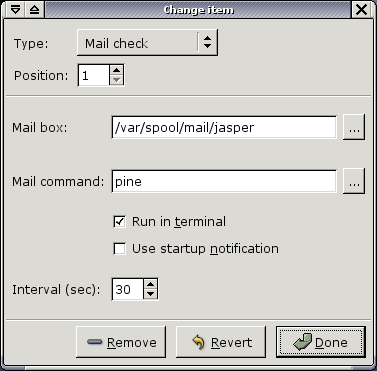 Change item
Type: Mail check
Position: 1
Mail box: /var/spool/mail/jasper ...
Mail command: pine ...
Run in terminal
Use startup notification
Interval (sec): 30
Remove Revert Done